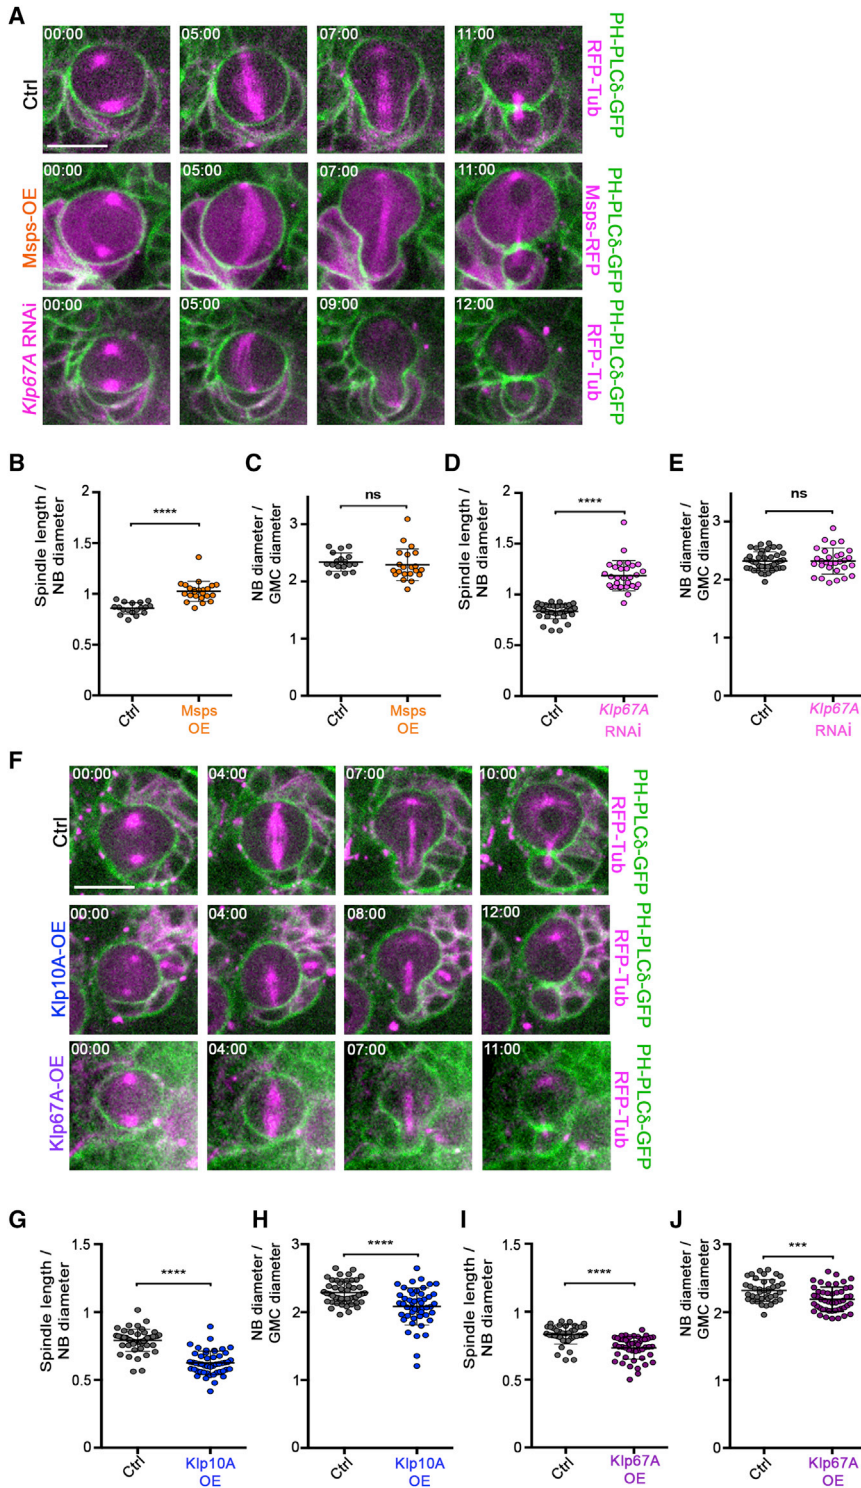 A
Ctrl
00:00
05:00
07:00
11:00
PH-PLCδ-GFP
RFP-Tub
Msps-OE
00:00
05:00
07:00
11:00
PH-PLCδ-GFP
Msps-RFP
Klp67A RNAi
00:00
05:00
09:00
12:00
PH-PLCδ-GFP
RFP-Tub
B
Spindle length /
NB diameter
2
1.5
1
0.5
0
****
Ctrl
Msps
OE
C
NB diameter /
GMC diameter
3
2
1
0
ns
Ctrl
Msps
OE
D
Spindle length /
NB diameter
2
1.5
1
0.5
0
****
Ctrl
Klp67A
RNAi
E
NB diameter /
GMC diameter
3
2
1
0
ns
Ctrl
Klp67A
RNAi
F
Ctrl
00:00
04:00
07:00
10:00
PH-PLCδ-GFP
RFP-Tub
Klp10A-OE
00:00
04:00
08:00
12:00
PH-PLCδ-GFP
RFP-Tub
Klp67A-OE
00:00
04:00
07:00
11:00
PH-PLCδ-GFP
RFP-Tub
G
Spindle length /
NB diameter
1.5
1
0.5
0
****
Ctrl
Klp10A
OE
H
NB diameter /
GMC diameter
3
2
1
0
****
Ctrl
Klp10A
OE
I
Spindle length /
NB diameter
1.5
1
0.5
0
****
Ctrl
Klp67A
OE
J
NB diameter /
GMC diameter
3
2
1
0
***
Ctrl
Klp67A
OE